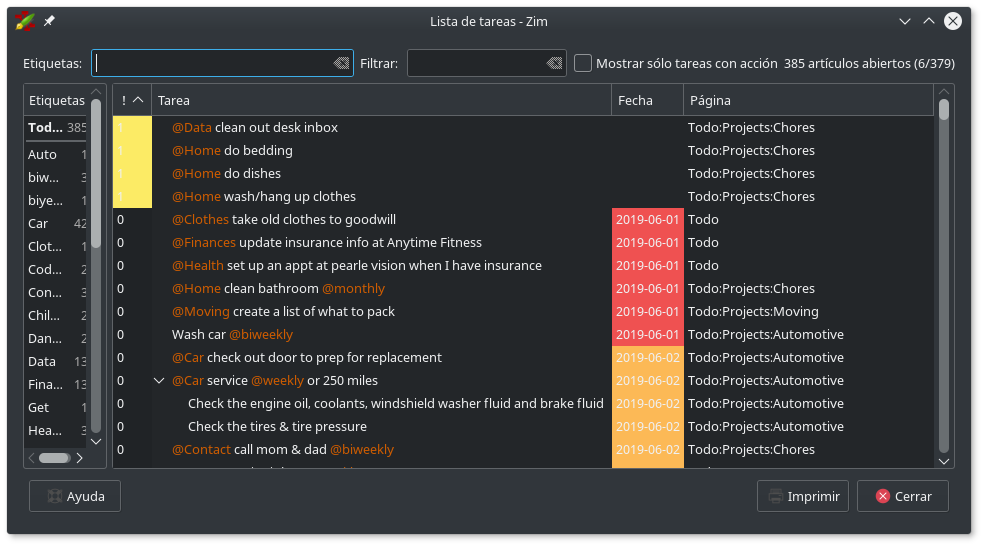 Lista de tareas - Zim
Etiquetas: Filtrar: Mostrar sólo tareas con acción 385 artículos abiertos (6/379)
Etiquetas ! Tarea Fecha Página
Tod... 385 1 @Data clean out desk inbox Todo:Projects:Chores
1 @Home do bedding Todo:Projects:Chores
Auto 1
1 @Home do dishes Todo:Projects:Chores
biw... 3
1 @Home wash/hang up clothes Todo:Projects:Chores
biye... 1
0 @Clothes take old clothes to goodwill 2019-06-01 Todo
Car 42
0 @Finances update insurance info at Anytime Fitness 2019-06-01 Todo
Clot... 1
0 @Health set up an appt at pearle vision when I have insurance 2019-06-01 Todo
Cod... 2
0 @Home clean bathroom @monthly 2019-06-01 Todo:Projects:Chores
Con... 3
0 @Moving create a list of what to pack 2019-06-01 Todo:Projects:Moving
Chil... 2
0 Wash car @biweekly 2019-06-01 Todo:Projects:Automotive
Dan... 2
0 @Car check out door to prep for replacement 2019-06-02 Todo:Projects:Automotive
Data 13
0 @Car service @weekly or 250 miles 2019-06-02 Todo:Projects:Automotive
Fina... 13
0 Check the engine oil, coolants, windshield washer fluid and brake fluid 2019-06-02 Todo:Projects:Automotive
Get 1
0 Check the tires & tire pressure 2019-06-02 Todo:Projects:Automotive
Hea... 3
0 @Contact call mom & dad @biweekly 2019-06-02 Todo:Projects:Chores
Ayuda Imprimir Cerrar